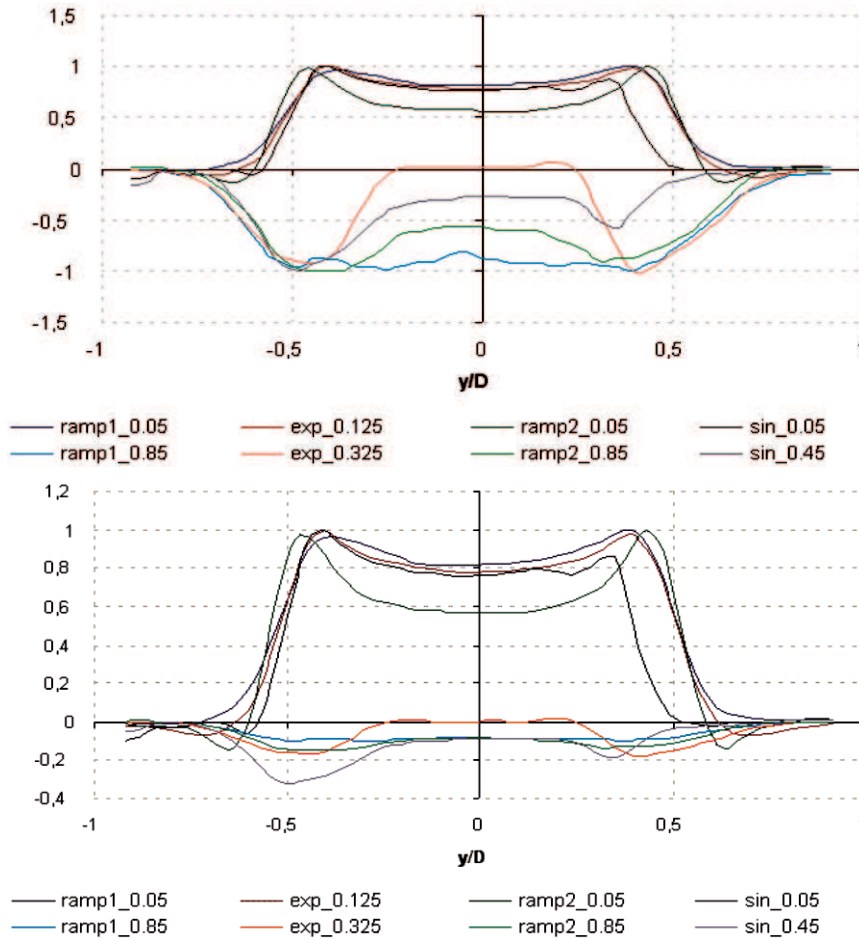 1,5
1
0,5
0
-0,5
-1
-1,5
-1 -0,5 0 0,5 1
y/D
ramp1_0.05 exp_0.125 ramp2_0.05 sin_0.05
ramp1_0.85 exp_0.325 ramp2_0.85 sin_0.45
1,2
1
0,8
0,6
0,4
0,2
0
-0,2
-0,4
-1 -0,5 0 0,5 1
y/D
ramp1_0.05 exp_0.125 ramp2_0.05 sin_0.05
ramp1_0.85 exp_0.325 ramp2_0.85 sin_0.45